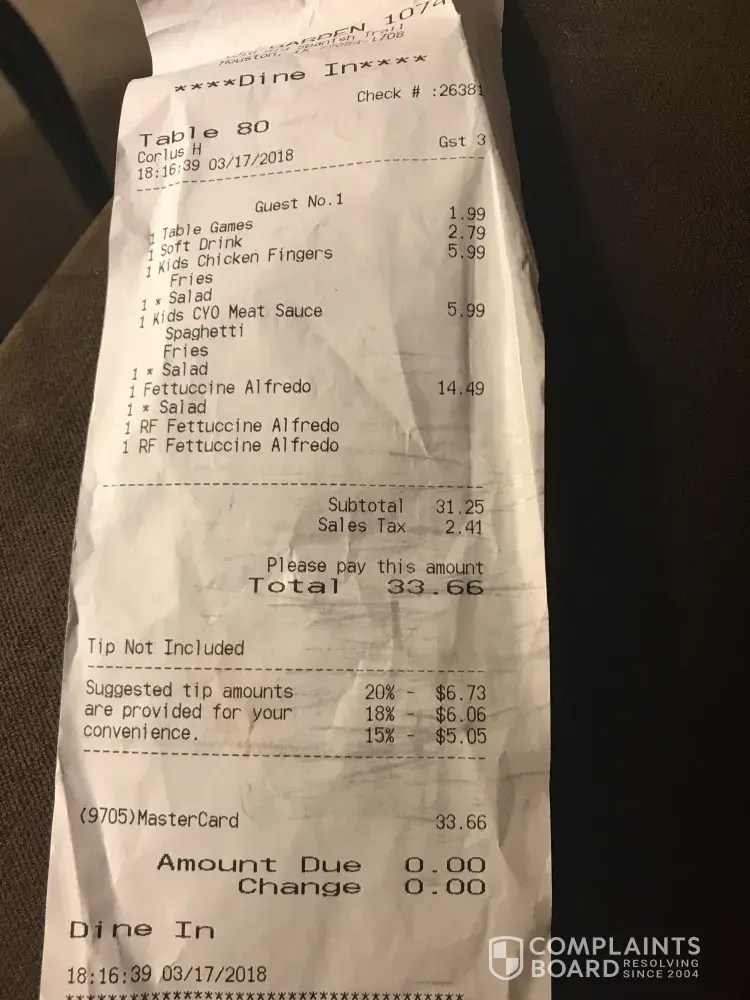 GARDEN 1074
Spanish Trail
Houston, 1708
****Dine In****
Check # :26381
Table 80
Corlus H
Gst 3
18:16:39 03/17/2018
Guest No.1
1 Table Games 1.99
1 Soft Drink 2.79
1 Kids Chicken Fingers 5.99
Fries
1 * Salad
1 Kids CYO Meat Sauce 5.99
Spaghetti
Fries
1 * Salad
1 Fettuccine Alfredo 14.49
1 * Salad
1 RF Fettuccine Alfredo
1 RF Fettuccine Alfredo
Subtotal 31.25
Sales Tax 2.41
Please pay this amount
Total 33.66
Tip Not Included
Suggested tip amounts 20% - $6.73
are provided for your 18% - $6.06
convenience. 15% - $5.05
(9705)MasterCard 33.66
Amount Due 0.00
Change 0.00
Dine In
18:16:39 03/17/2018
**************************************
COMPLAINTS
BOARD RESOLVING
SINCE 2004